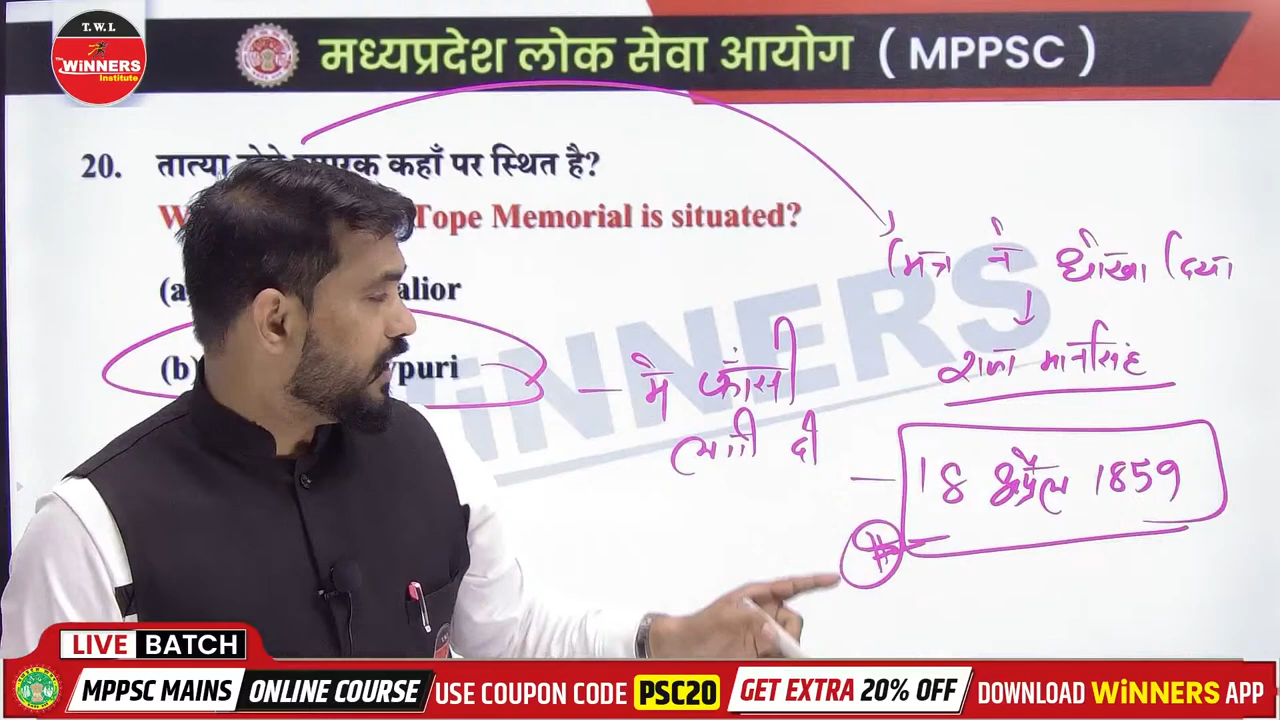 T. W. I.
The WiNNERS
Institute
मध्यप्रदेश लोक सेवा आयोग ( MPPSC )
20. तात्या स्मारक कहाँ पर स्थित है?
Tope Memorial is situated?
मित्र ने धोखा दिया
राजा मानसिंह
(a) alior
(b) ypuri
में फाँसी
लगा दी
18 अप्रैल 1859
WiNNERS
LIVE BATCH
MPPSC MAINS ONLINE COURSE USE COUPON CODE PSC20 GET EXTRA 20% OFF DOWNLOAD WiNNERS APP